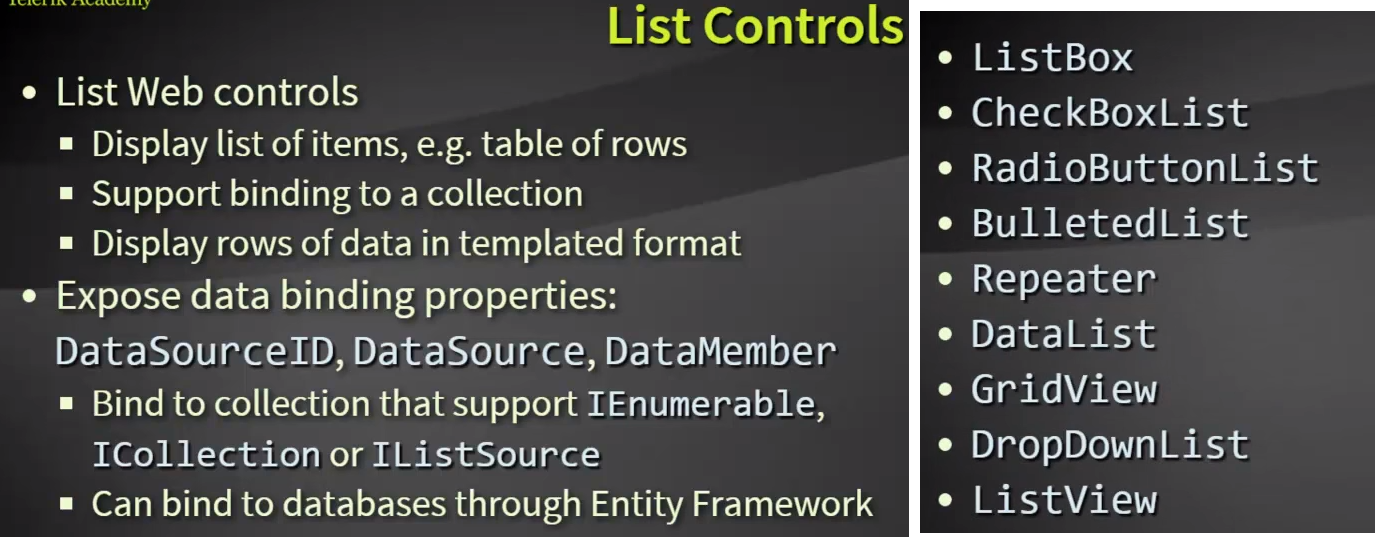 Telerik Academy
List Controls
• List Web controls
▪ Display list of items, e.g. table of rows
▪ Support binding to a collection
▪ Display rows of data in templated format
• Expose data binding properties:
DataSourceID, DataSource, DataMember
▪ Bind to collection that support IEnumerable,
ICollection or IListSource
▪ Can bind to databases through Entity Framework
• ListBox
• CheckBoxList
• RadioButtonList
• BulletedList
• Repeater
• DataList
• GridView
• DropDownList
• ListView